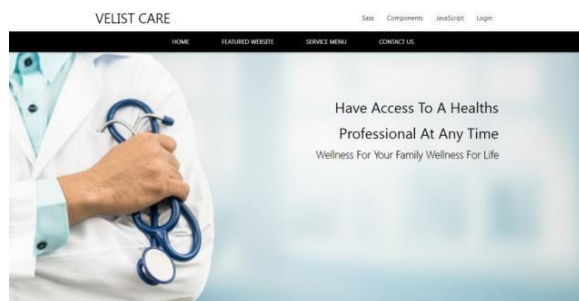 VELIST CARE
Sass Components JavaScript Login
HOME FEATURED WEBSITE SERVICE MENU CONTACT US
Have Access To A Healths
Professional At Any Time
Wellness For Your Family Wellness For Life